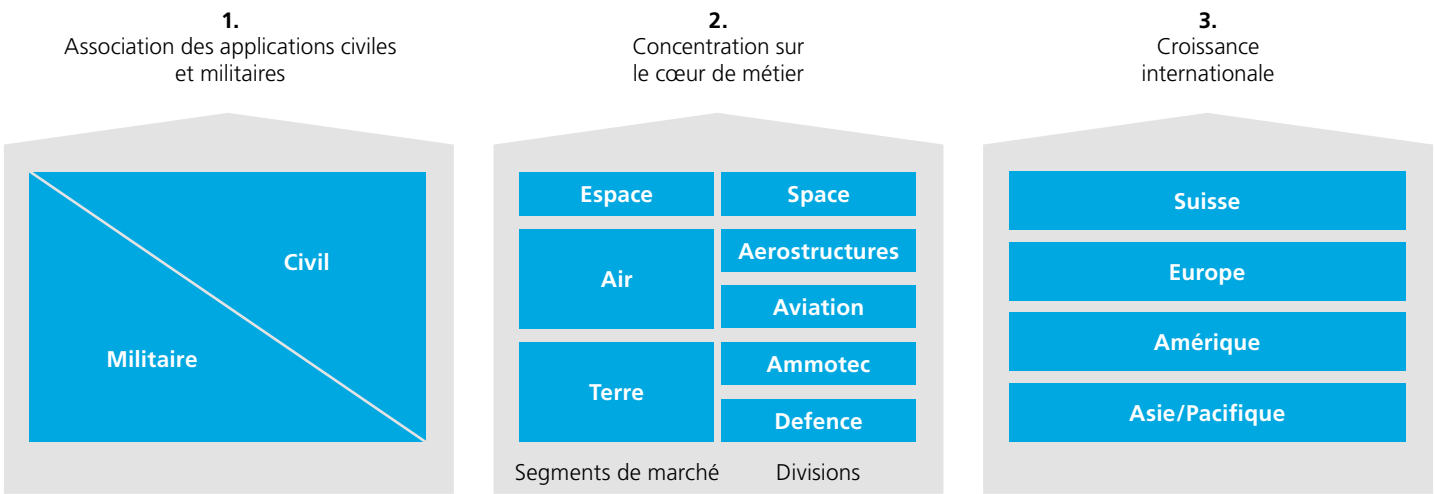 1.
Association des applications civiles
et militaires
Civil
Militaire
2.
Concentration sur
le cœur de métier
Espace
Space
Air
Aerostructures
Aviation
Terre
Ammotec
Defence
Segments de marché
Divisions
3.
Croissance
internationale
Suisse
Europe
Amérique
Asie/Pacifique